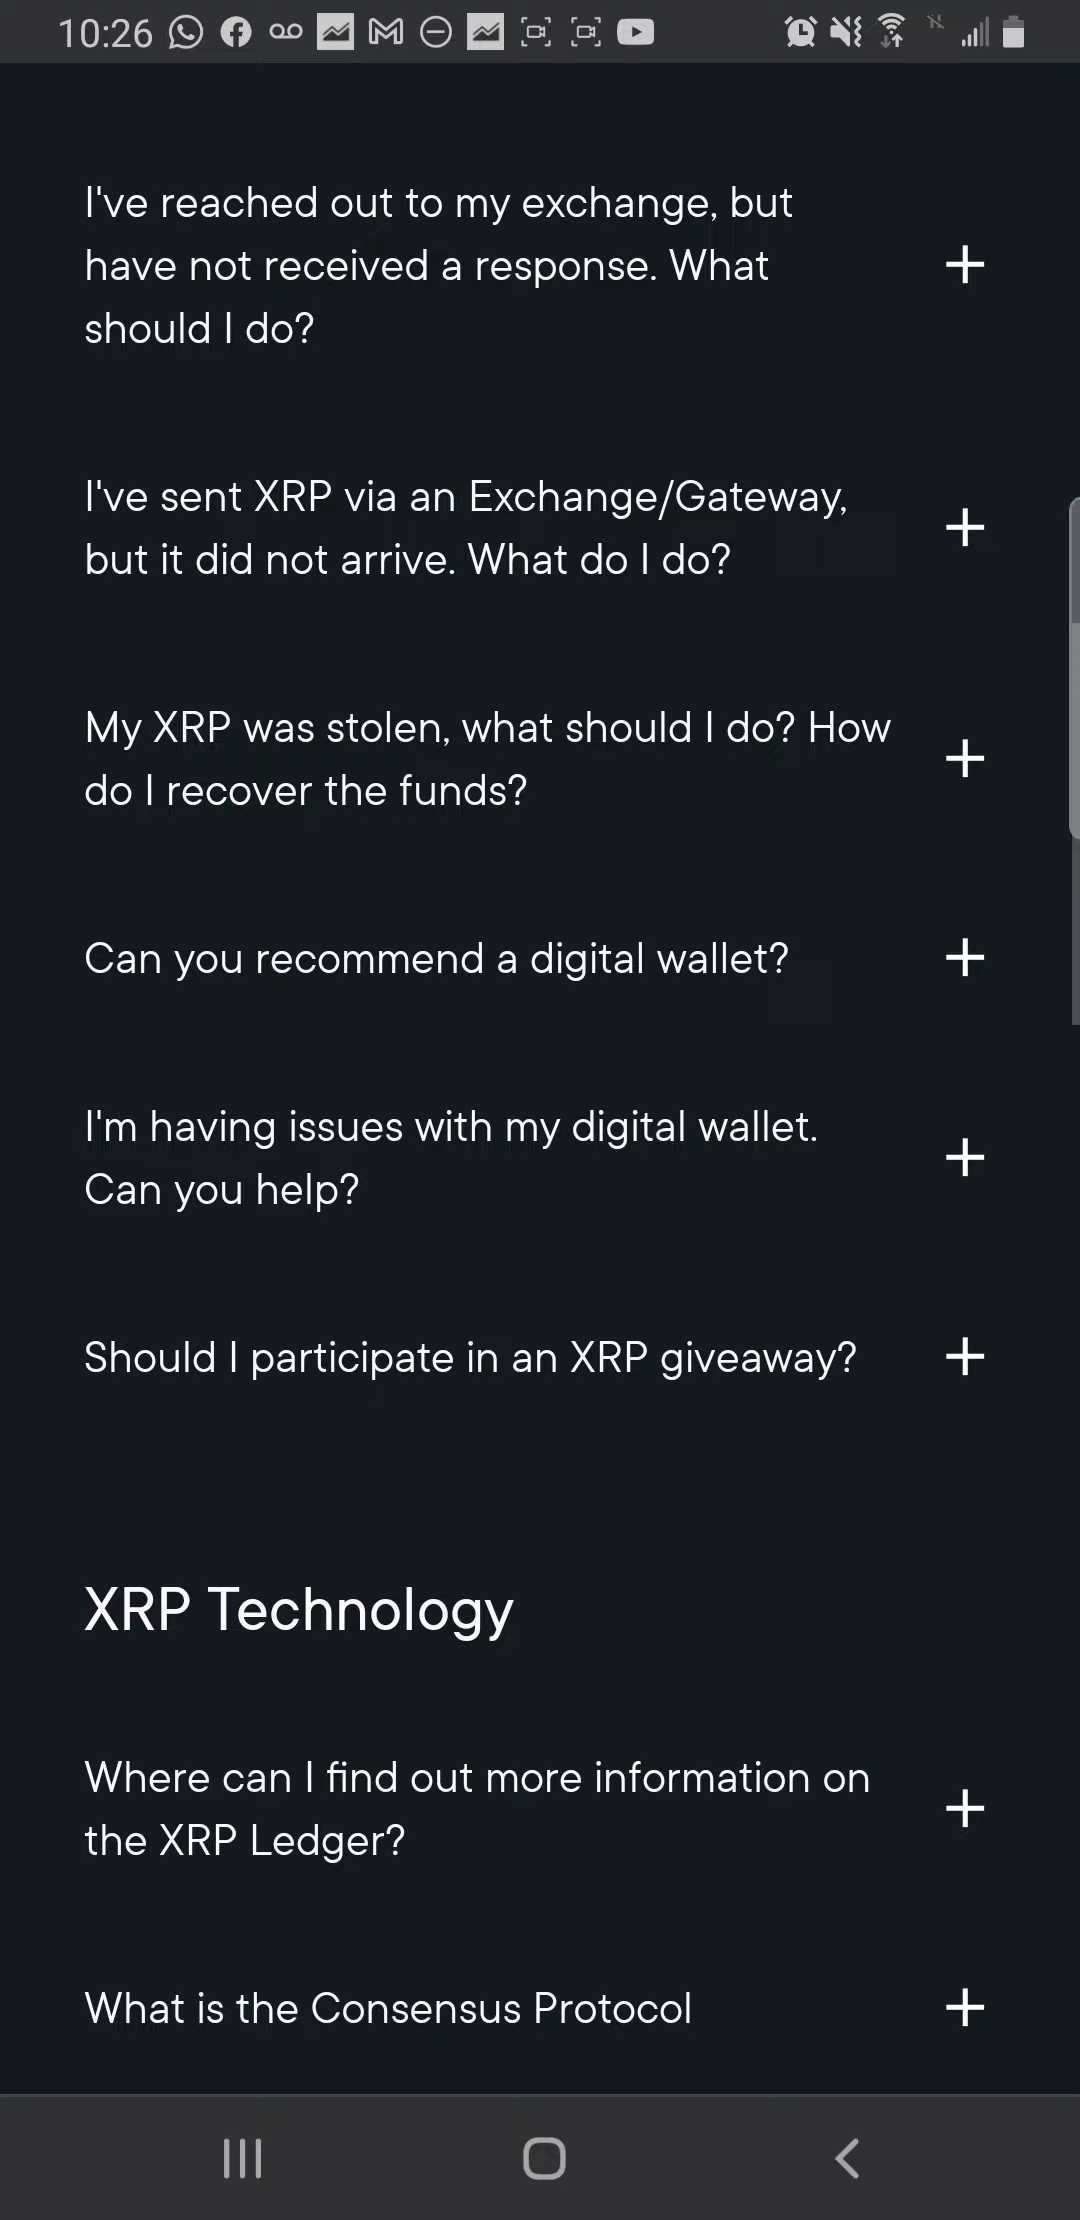 10:26
I've reached out to my exchange, but
have not received a response. What
should I do?
I've sent XRP via an Exchange/Gateway,
but it did not arrive. What do I do?
My XRP was stolen, what should I do? How
do I recover the funds?
Can you recommend a digital wallet?
I'm having issues with my digital wallet.
Can you help?
Should I participate in an XRP giveaway?
XRP Technology
Where can I find out more information on
the XRP Ledger?
What is the Consensus Protocol